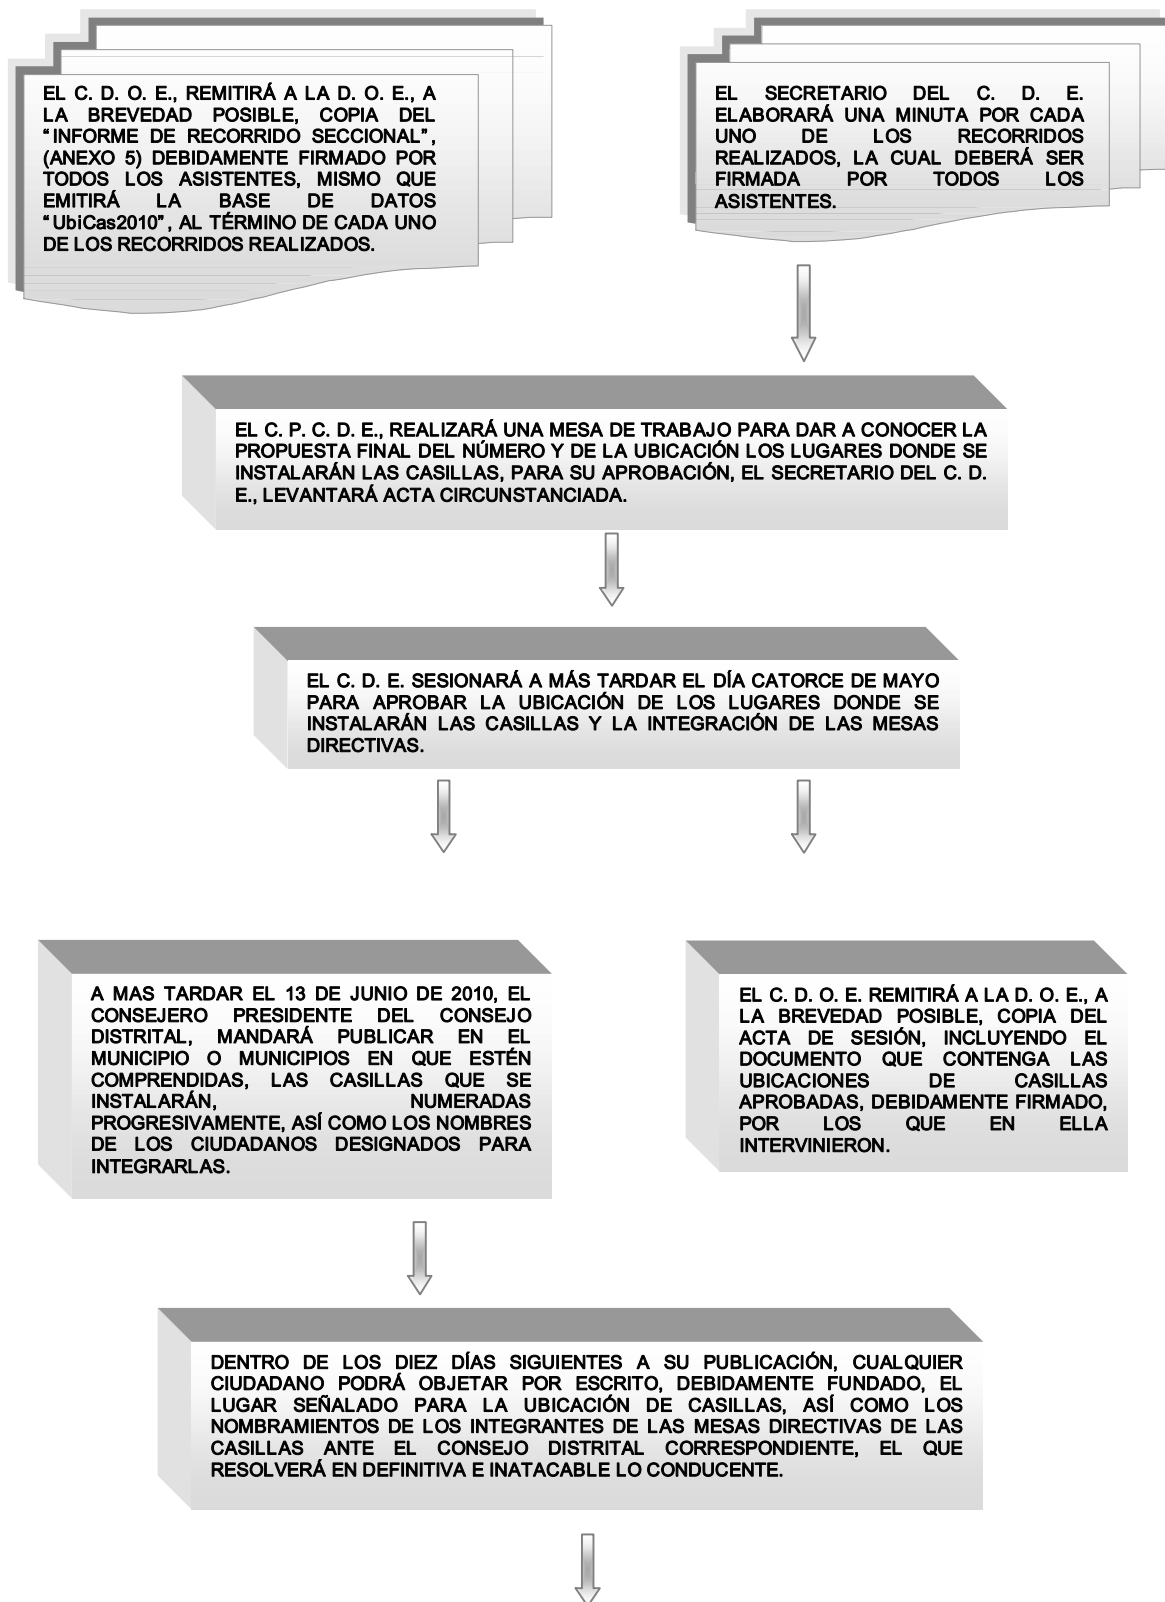 EL C. D. O. E., REMITIRÁ A LA D. O. E., A
LA BREVEDAD POSIBLE, COPIA DEL
“INFORME DE RECORRIDO SECCIONAL”,
(ANEXO 5) DEBIDAMENTE FIRMADO POR
TODOS LOS ASISTENTES, MISMO QUE
EMITIRÁ LA BASE DE DATOS
“UbiCas2010”, AL TÉRMINO DE CADA UNO
DE LOS RECORRIDOS REALIZADOS.
EL SECRETARIO DEL C. D. E.
ELABORARÁ UNA MINUTA POR CADA
UNO DE LOS RECORRIDOS
REALIZADOS, LA CUAL DEBERÁ SER
FIRMADA POR TODOS LOS
ASISTENTES.
EL C. P. C. D. E., REALIZARÁ UNA MESA DE TRABAJO PARA DAR A CONOCER LA
PROPUESTA FINAL DEL NÚMERO Y DE LA UBICACIÓN LOS LUGARES DONDE SE
INSTALARÁN LAS CASILLAS, PARA SU APROBACIÓN, EL SECRETARIO DEL C. D.
E., LEVANTARÁ ACTA CIRCUNSTANCIADA.
EL C. D. E. SESIONARÁ A MÁS TARDAR EL DÍA CATORCE DE MAYO
PARA APROBAR LA UBICACIÓN DE LOS LUGARES DONDE SE
INSTALARÁN LAS CASILLAS Y LA INTEGRACIÓN DE LAS MESAS
DIRECTIVAS.
A MAS TARDAR EL 13 DE JUNIO DE 2010, EL
CONSEJERO PRESIDENTE DEL CONSEJO
DISTRITAL, MANDARÁ PUBLICAR EN EL
MUNICIPIO O MUNICIPIOS EN QUE ESTÉN
COMPRENDIDAS, LAS CASILLAS QUE SE
INSTALARÁN, NUMERADAS
PROGRESIVAMENTE, ASÍ COMO LOS NOMBRES
DE LOS CIUDADANOS DESIGNADOS PARA
INTEGRARLAS.
EL C. D. O. E. REMITIRÁ A LA D. O. E., A
LA BREVEDAD POSIBLE, COPIA DEL
ACTA DE SESIÓN, INCLUYENDO EL
DOCUMENTO QUE CONTENGA LAS
UBICACIONES DE CASILLAS
APROBADAS, DEBIDAMENTE FIRMADO,
POR LOS QUE EN ELLA
INTERVINIERON.
DENTRO DE LOS DIEZ DÍAS SIGUIENTES A SU PUBLICACIÓN, CUALQUIER
CIUDADANO PODRÁ OBJETAR POR ESCRITO, DEBIDAMENTE FUNDADO, EL
LUGAR SEÑALADO PARA LA UBICACIÓN DE CASILLAS, ASÍ COMO LOS
NOMBRAMIENTOS DE LOS INTEGRANTES DE LAS MESAS DIRECTIVAS DE LAS
CASILLAS ANTE EL CONSEJO DISTRITAL CORRESPONDIENTE, EL QUE
RESOLVERÁ EN DEFINITIVA E INATACABLE LO CONDUCENTE.